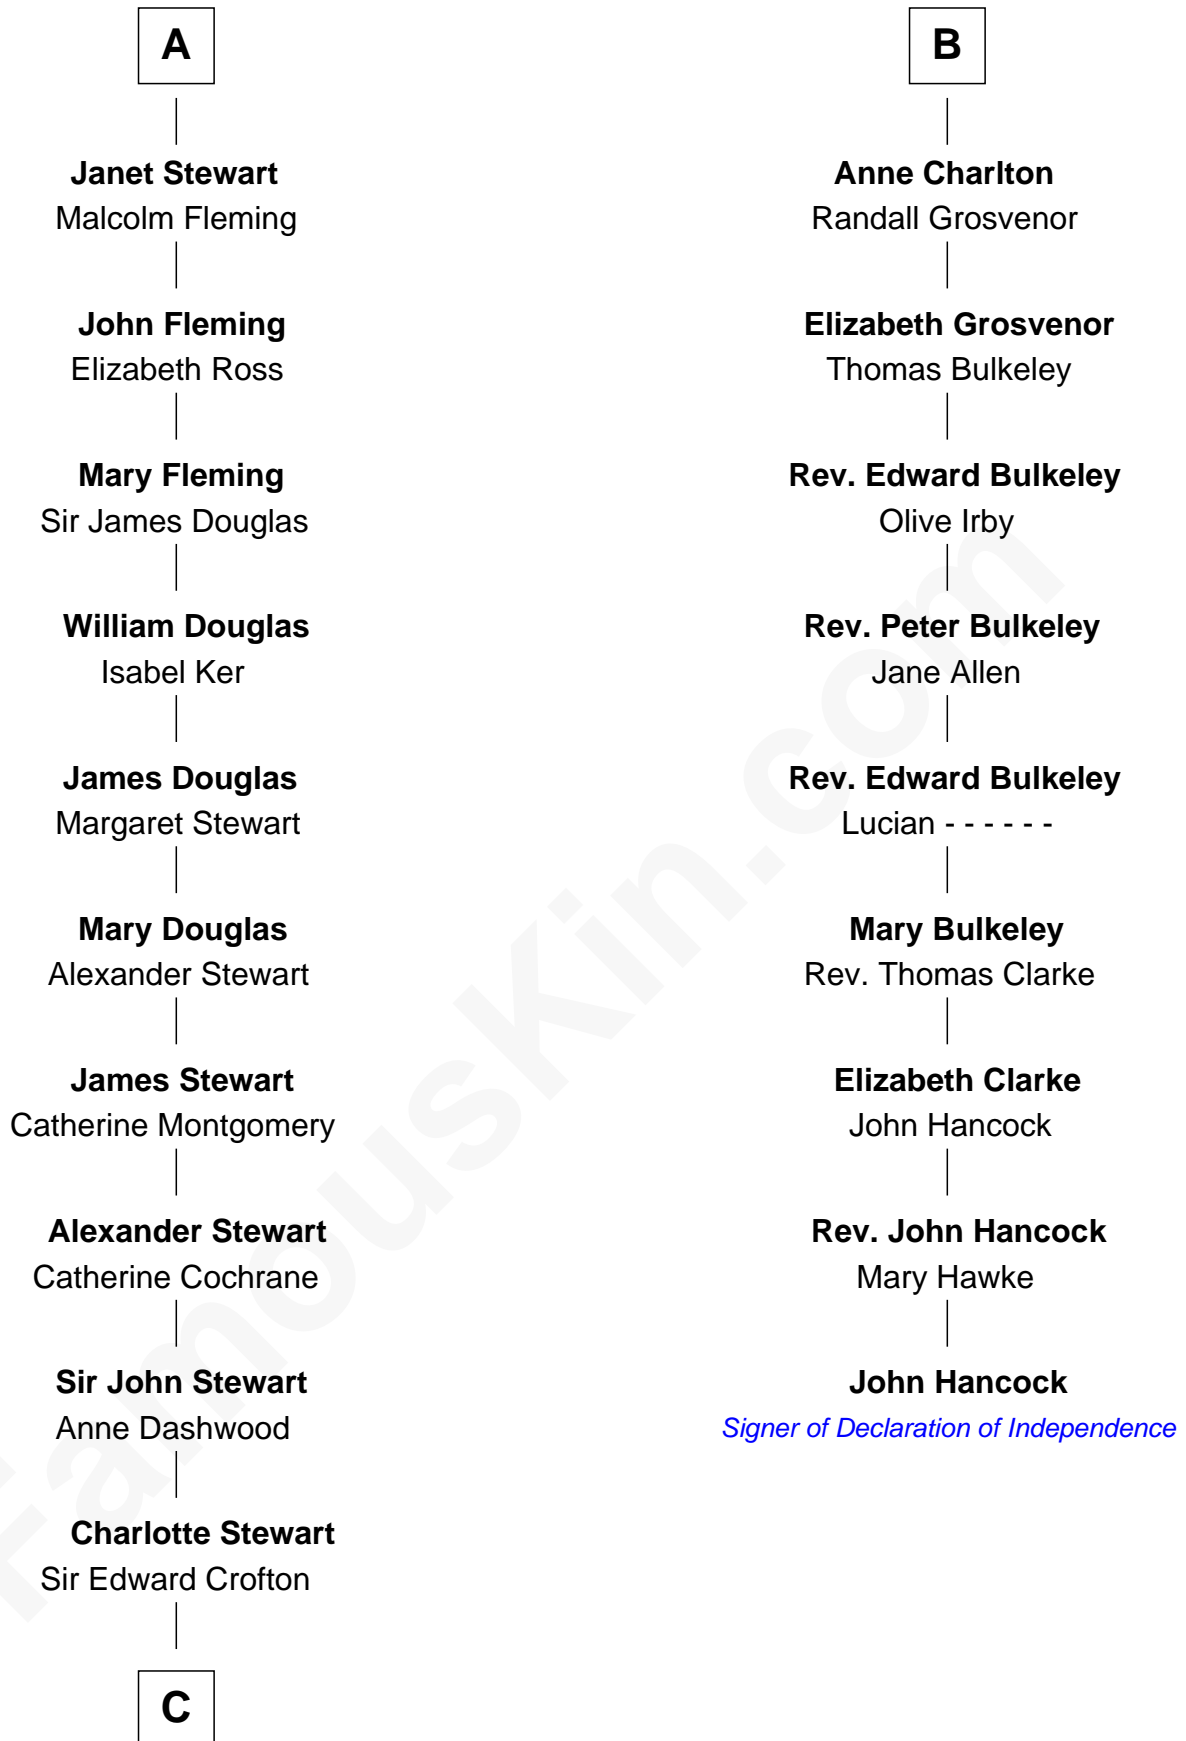 A
Janet Stewart
Malcolm Fleming
John Fleming
Elizabeth Ross
Mary Fleming
Sir James Douglas
William Douglas
Isabel Ker
James Douglas
Margaret Stewart
Mary Douglas
Alexander Stewart
James Stewart
Catherine Montgomery
Alexander Stewart
Catherine Cochrane
Sir John Stewart
Anne Dashwood
Charlotte Stewart
Sir Edward Crofton
C
B
Anne Charlton
Randall Grosvenor
Elizabeth Grosvenor
Thomas Bulkeley
Rev. Edward Bulkeley
Olive Irby
Rev. Peter Bulkeley
Jane Allen
Rev. Edward Bulkeley
Lucian - - - - - -
Mary Bulkeley
Rev. Thomas Clarke
Elizabeth Clarke
John Hancock
Rev. John Hancock
Mary Hawke
John Hancock
Signer of Declaration of Independence
FamousKin.com